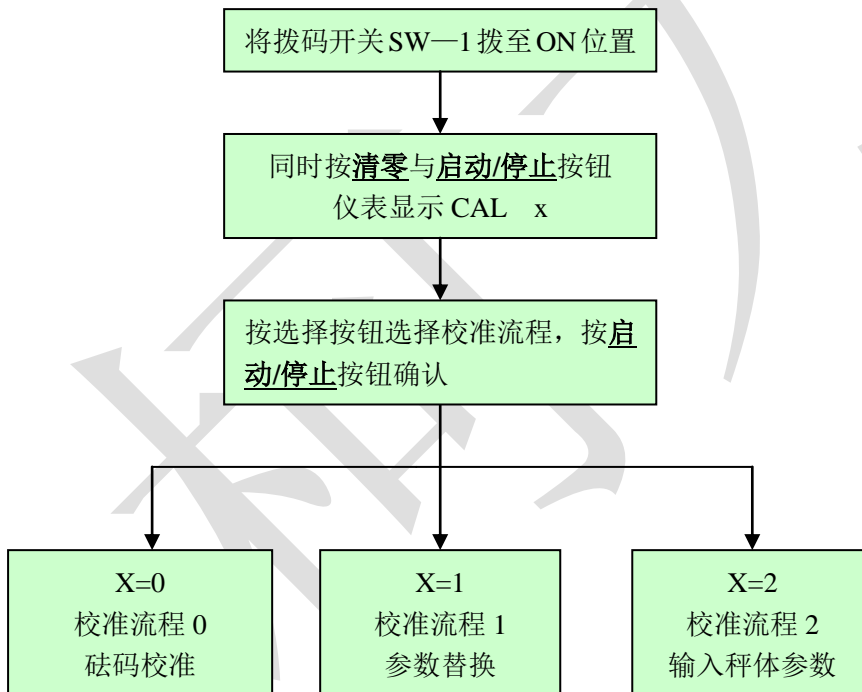 将拨码开关SW—1拨至ON位置
同时按清零与启动/停止按钮
仪表显示 CAL x
按选择按钮选择校准流程，按启
动/停止按钮确认
X=0
校准流程 0
砝码校准
X=1
校准流程 1
参数替换
X=2
校准流程 2
输入秤体参数